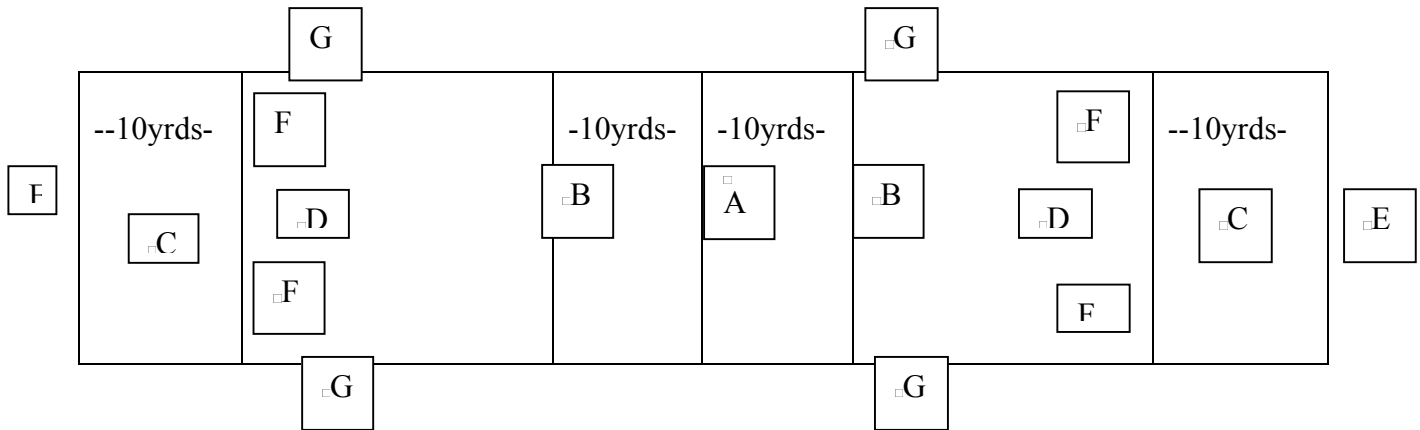 G G
--10yrds- F -10yrds- -10yrds- F --10yrds-
B A B
C D D C E
F
G G